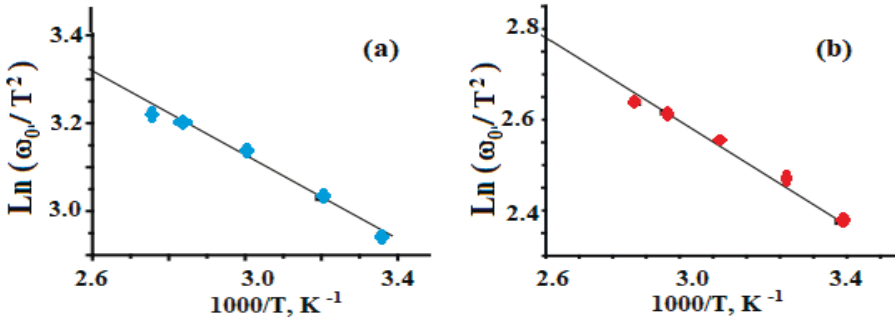 (a)
3.4
3.2
3.0
Ln (ω₀/T²)
2.6
3.0
3.4
1000/T, K⁻¹
(b)
2.8
2.6
2.4
Ln (ω₀/T²)
2.6
3.0
3.4
1000/T, K⁻¹